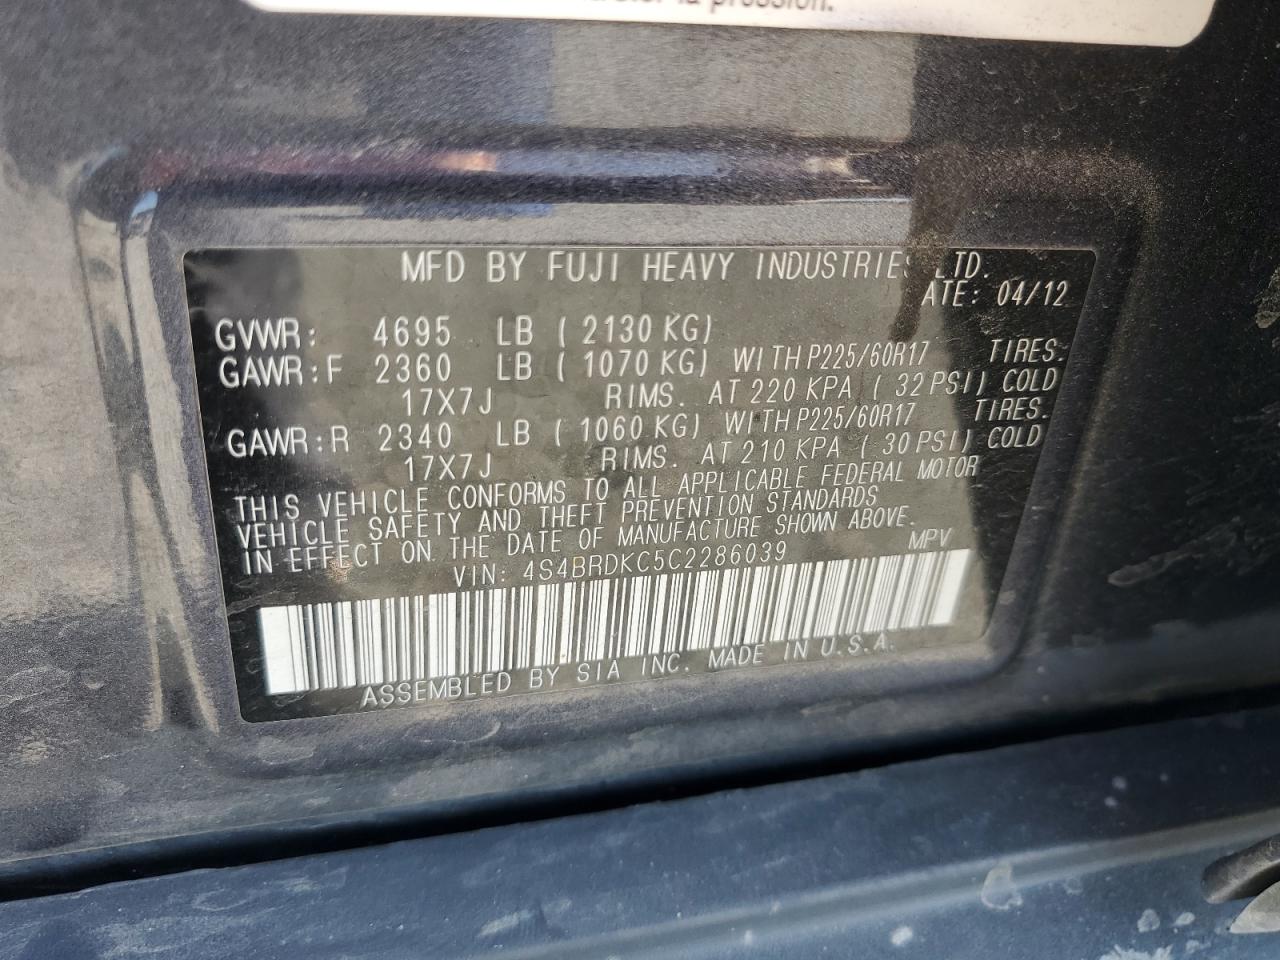 la pression.
MFD BY FUJI HEAVY INDUSTRIES LTD.
ATE: 04/12
GVWR: 4695 LB ( 2130 KG)
GAWR:F 2360 LB ( 1070 KG) WITH P225/60R17 TIRES.
17X7J RIMS. AT 220 KPA ( 32 PSI) COLD
GAWR:R 2340 LB ( 1060 KG) WITH P225/60R17 TIRES.
17X7J RIMS. AT 210 KPA ( 30 PSI) COLD
THIS VEHICLE CONFORMS TO ALL APPLICABLE FEDERAL MOTOR
VEHICLE SAFETY AND THEFT PREVENTION STANDARDS
IN EFFECT ON THE DATE OF MANUFACTURE SHOWN ABOVE.
VIN: 4S4BRDKC5C2286039 MPV
ASSEMBLED BY SIA INC. MADE IN U.S.A.